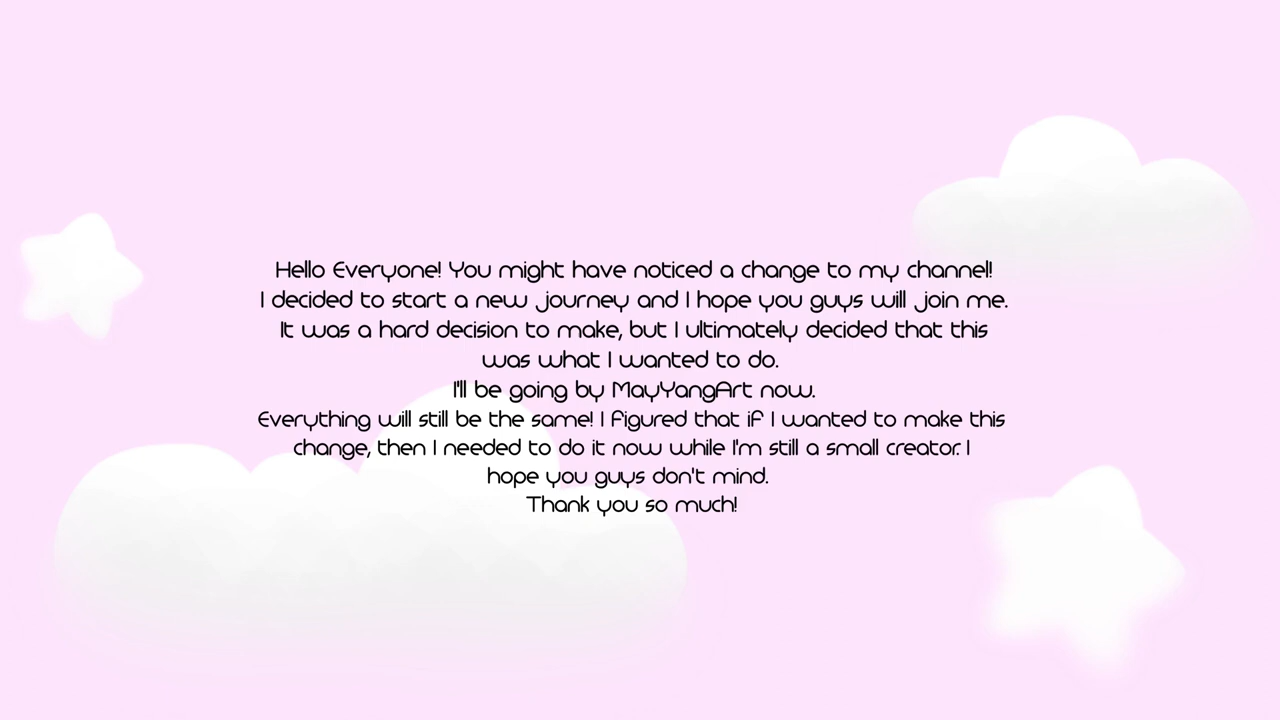 Hello Everyone! You might have noticed a change to my channel!
I decided to start a new journey and I hope you guys will join me.
It was a hard decision to make, but I ultimately decided that this
was what I wanted to do.
I'll be going by MayYangArt now.
Everything will still be the same! I figured that if I wanted to make this
change, then I needed to do it now while I'm still a small creator. I
hope you guys don't mind.
Thank you so much!